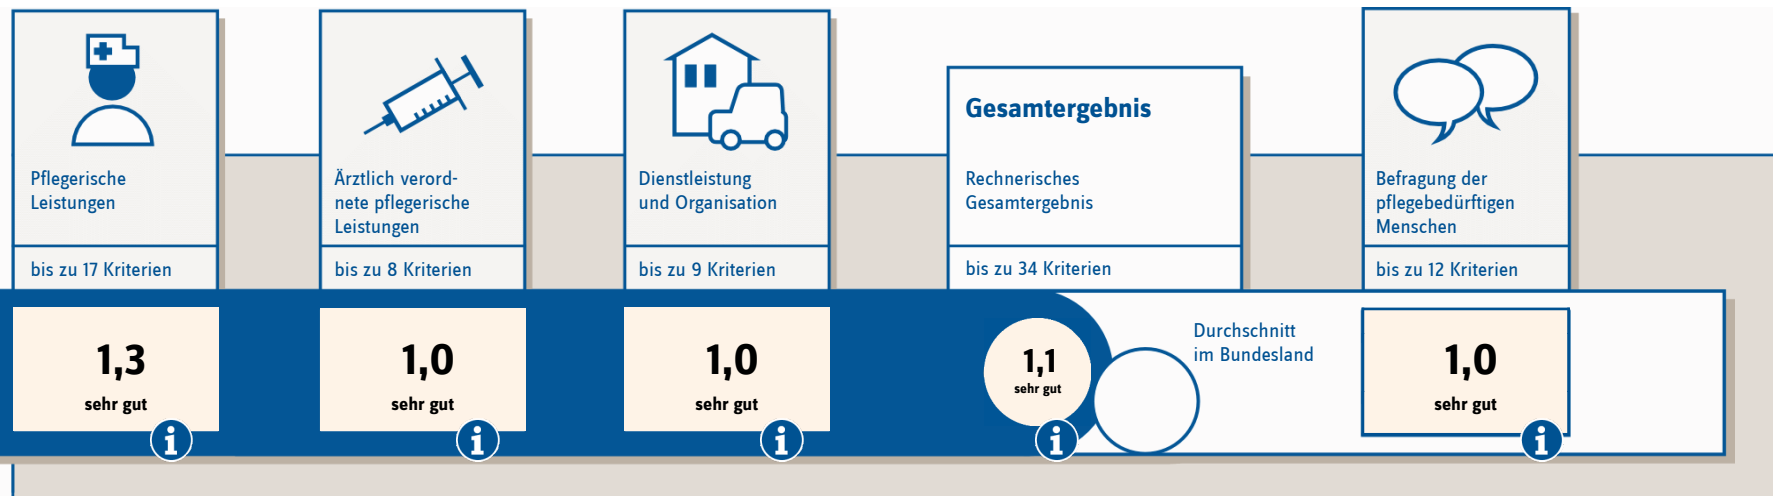 Pflegerische
Leistungen
bis zu 17 Kriterien
1,3
sehr gut
i
Ärztlich verord-
nete pflegerische
Leistungen
bis zu 8 Kriterien
1,0
sehr gut
i
Dienstleistung
und Organisation
bis zu 9 Kriterien
1,0
sehr gut
i
Gesamtergebnis
Rechnerisches
Gesamtergebnis
bis zu 34 Kriterien
1,1
sehr gut
i
Durchschnitt
im Bundesland
Befragung der
pflegebedürftigen
Menschen
bis zu 12 Kriterien
1,0
sehr gut
i